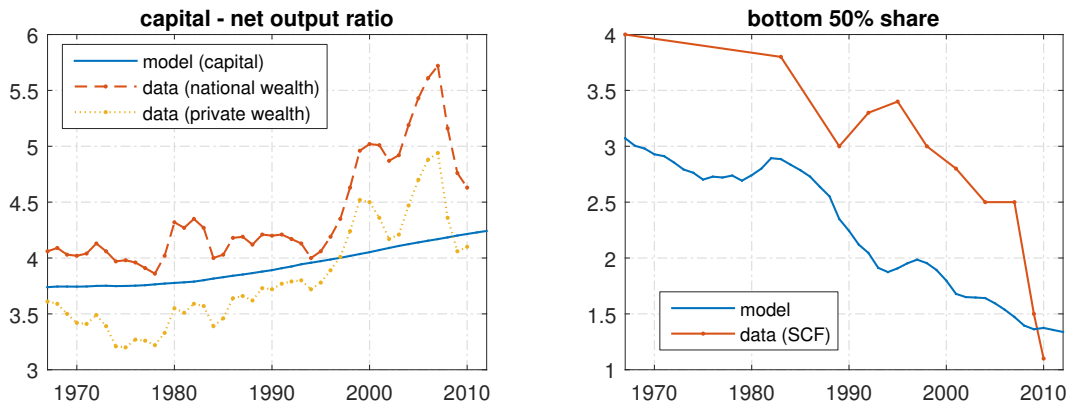 capital - net output ratio
6
5.5
5
4.5
4
3.5
3
model (capital)
data (national wealth)
data (private wealth)
1970 1980 1990 2000 2010
bottom 50% share
4
3.5
3
2.5
2
1.5
1
model
data (SCF)
1970 1980 1990 2000 2010